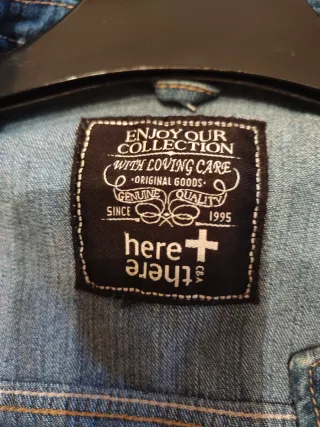 ENJOY OUR
COLLECTION
WITH LOVING CARE
·ORIGINAL GOODS·
GENUINE QUALITY
SINCE 1995
here +
there
C&A